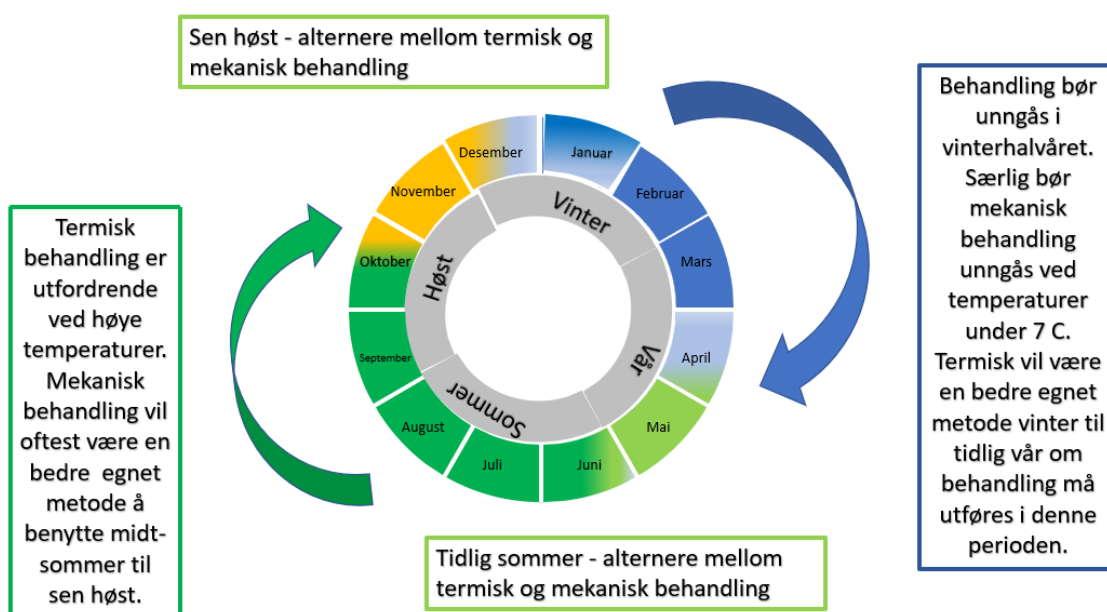 Sen høst - alternere mellom termisk og
mekanisk behandling
Behandling bør
unngås i
vinterhalvåret.
Særlig bør
mekanisk
behandling
unngås ved
temperaturer
under 7 C.
Termisk vil være
en bedre egnet
metode vinter til
tidlig vår om
behandling må
utføres i denne
perioden.
Termisk
behandling er
utfordrende
ved høye
temperaturer.
Mekanisk
behandling vil
oftest være en
bedre egnet
metode å
benytte midt-
sommer til
sen høst.
Januar
Februar
Mars
April
Mai
Juni
Juli
August
September
Oktober
November
Desember
Vinter
Vår
Sommer
Høst
Tidlig sommer - alternere mellom
termisk og mekanisk behandling